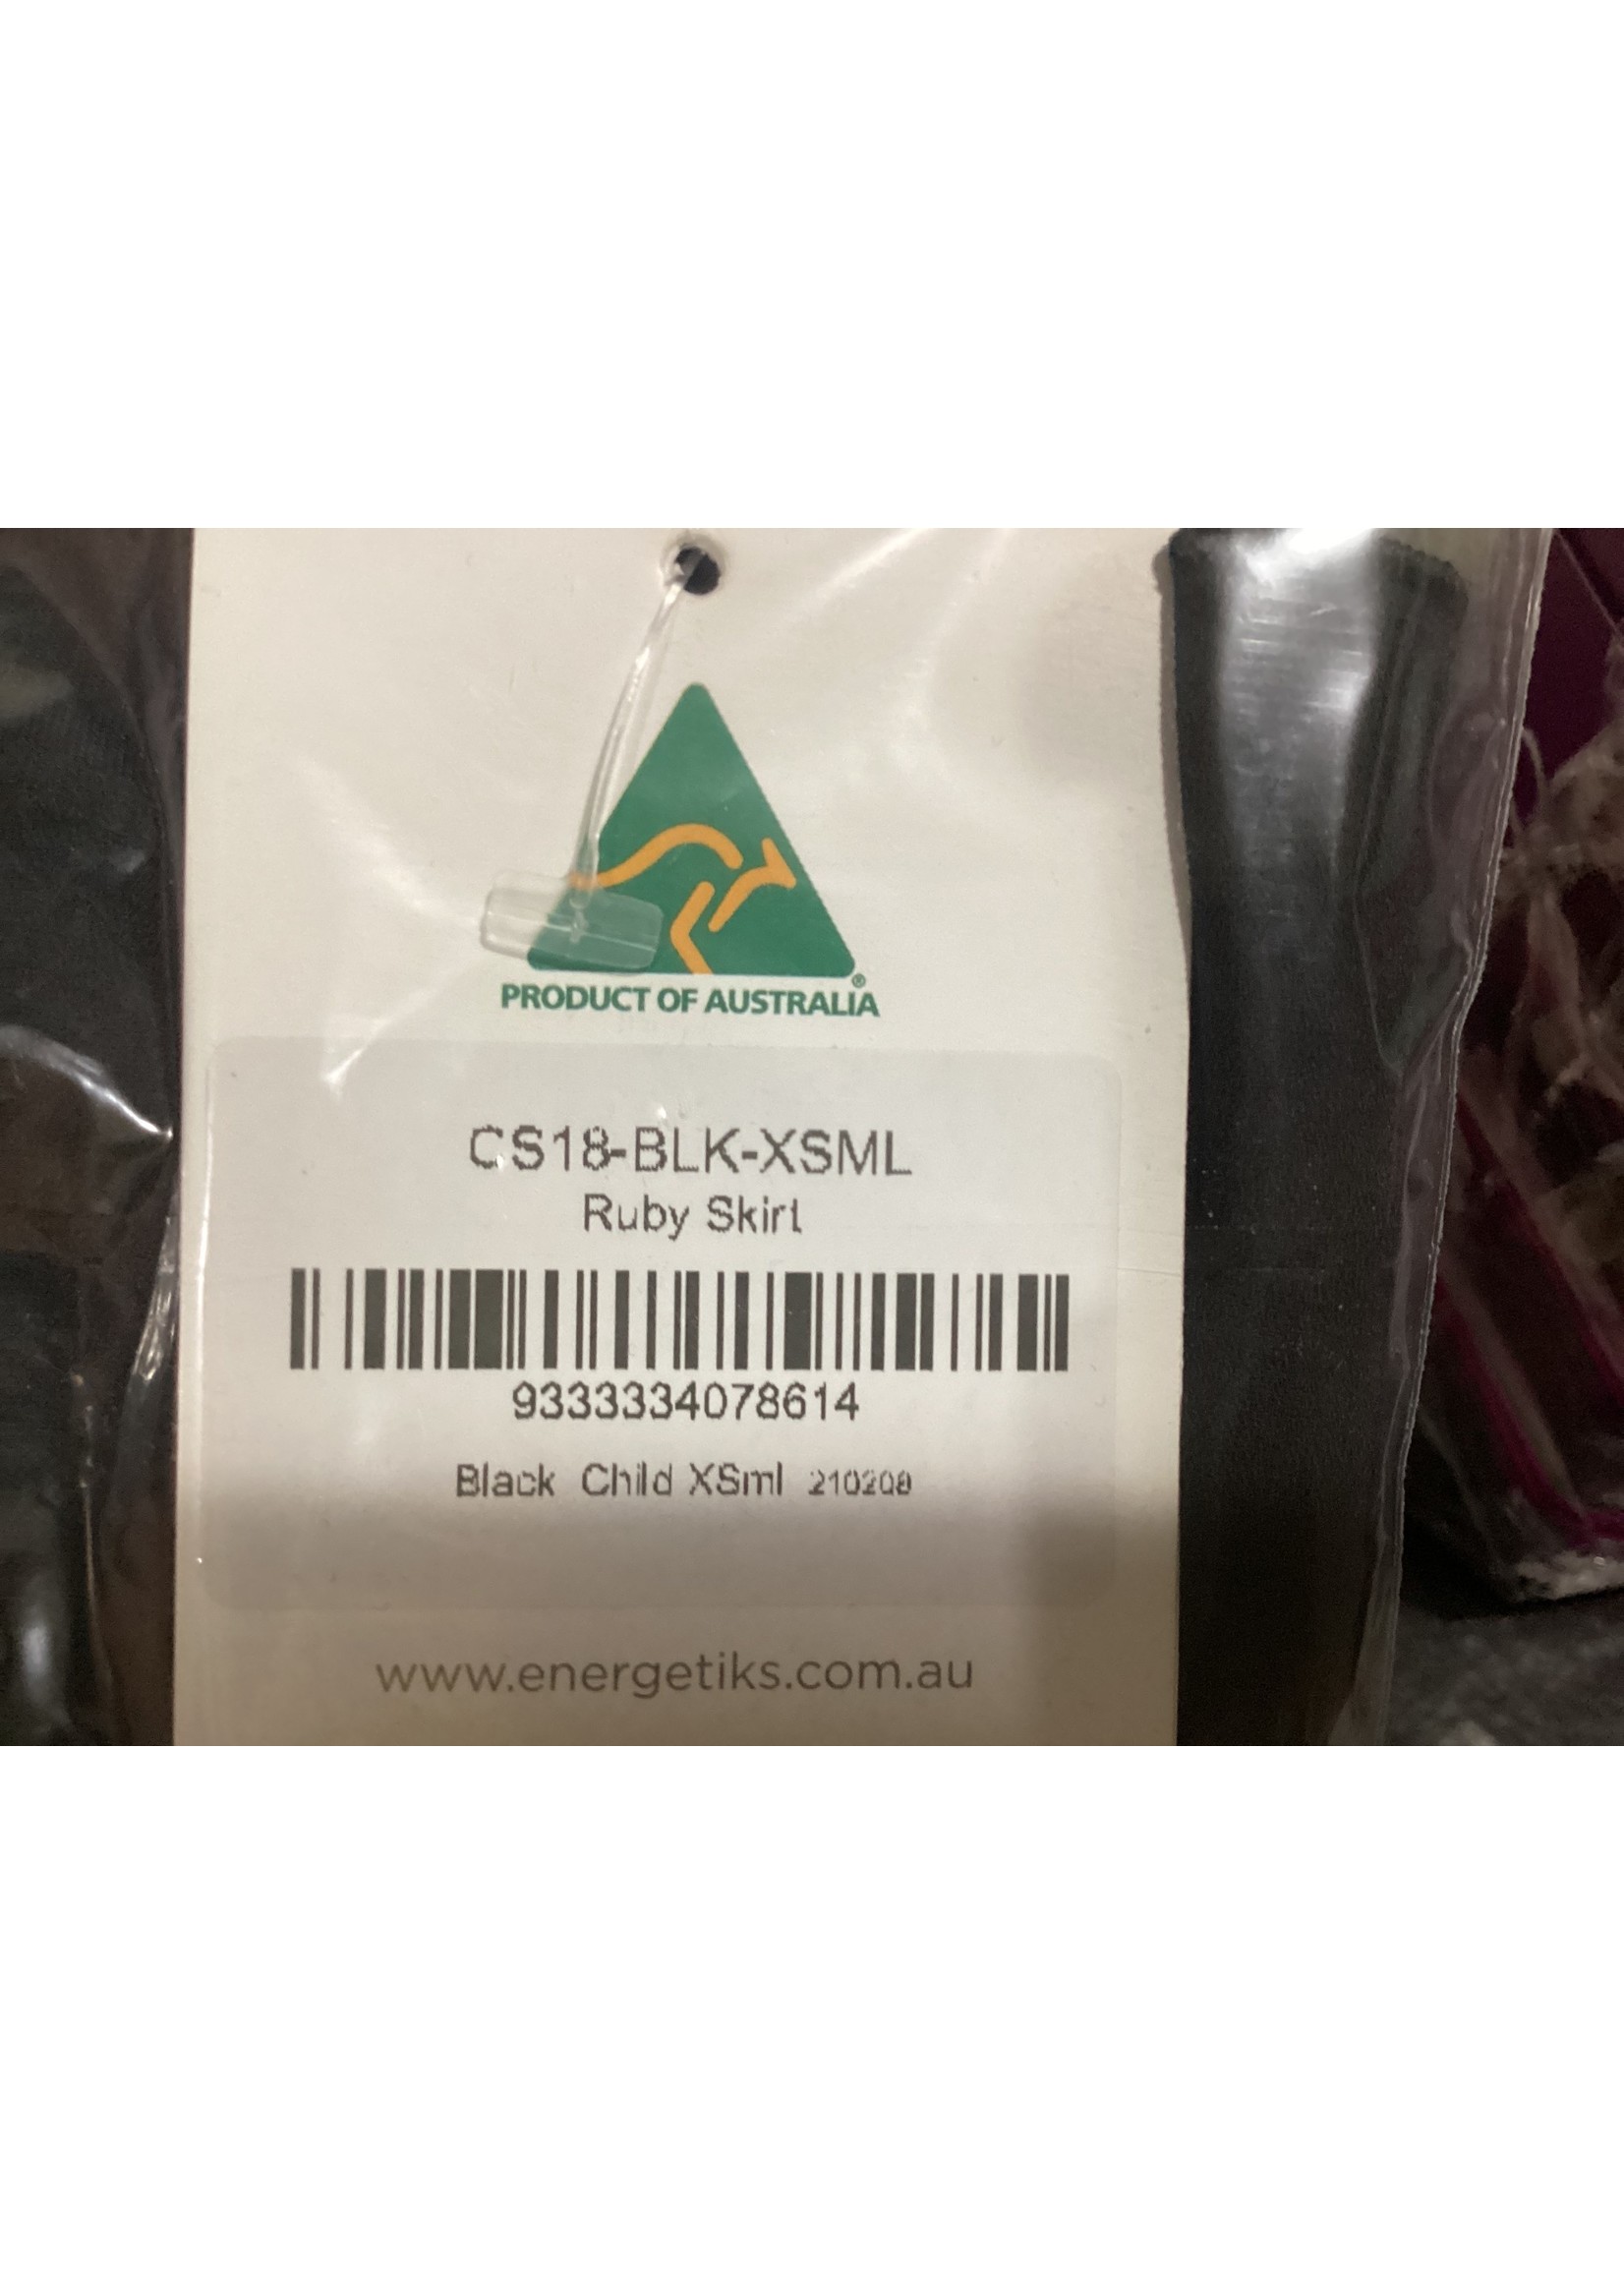 PRODUCT OF AUSTRALIA®
CS18-BLK-XSML
Ruby Skirt
9333334078614
Black Child XSml 210208
www.energetiks.com.au